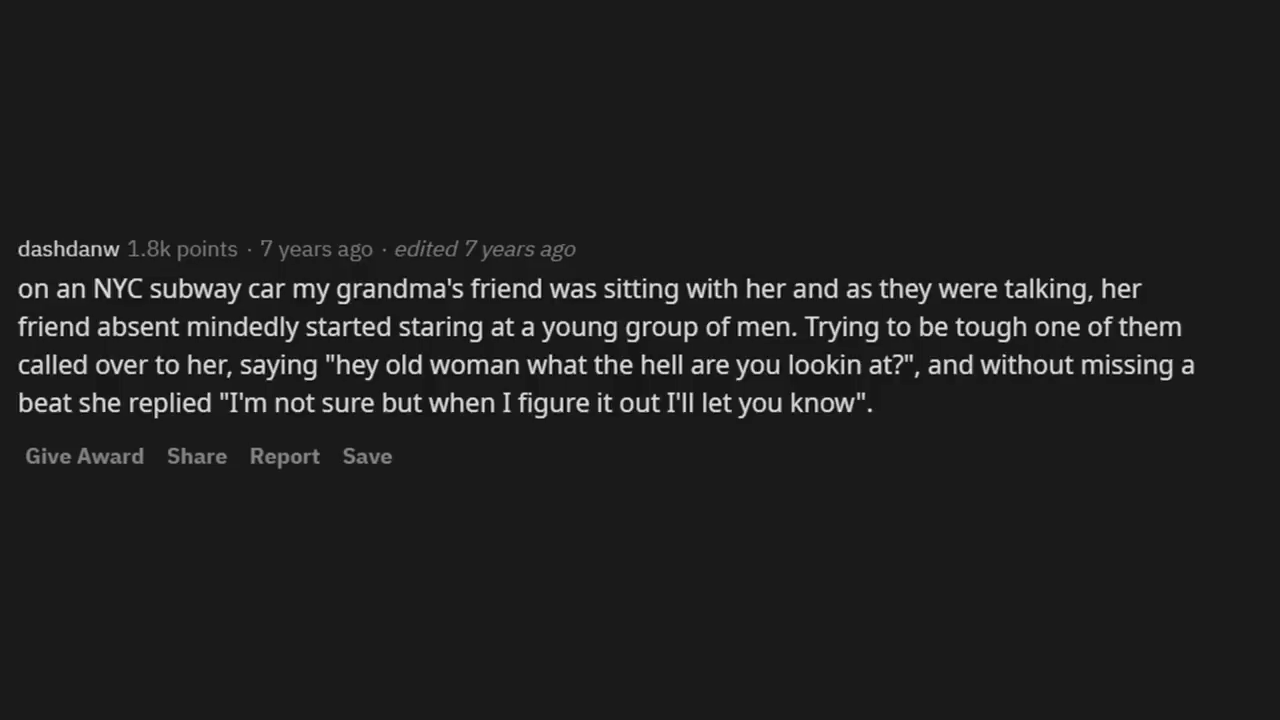 dashdanw 1.8k points · 7 years ago · edited 7 years ago
on an NYC subway car my grandma's friend was sitting with her and as they were talking, her
friend absent mindedly started staring at a young group of men. Trying to be tough one of them
called over to her, saying "hey old woman what the hell are you lookin at?", and without missing a
beat she replied "I'm not sure but when I figure it out I'll let you know".
Give Award Share Report Save